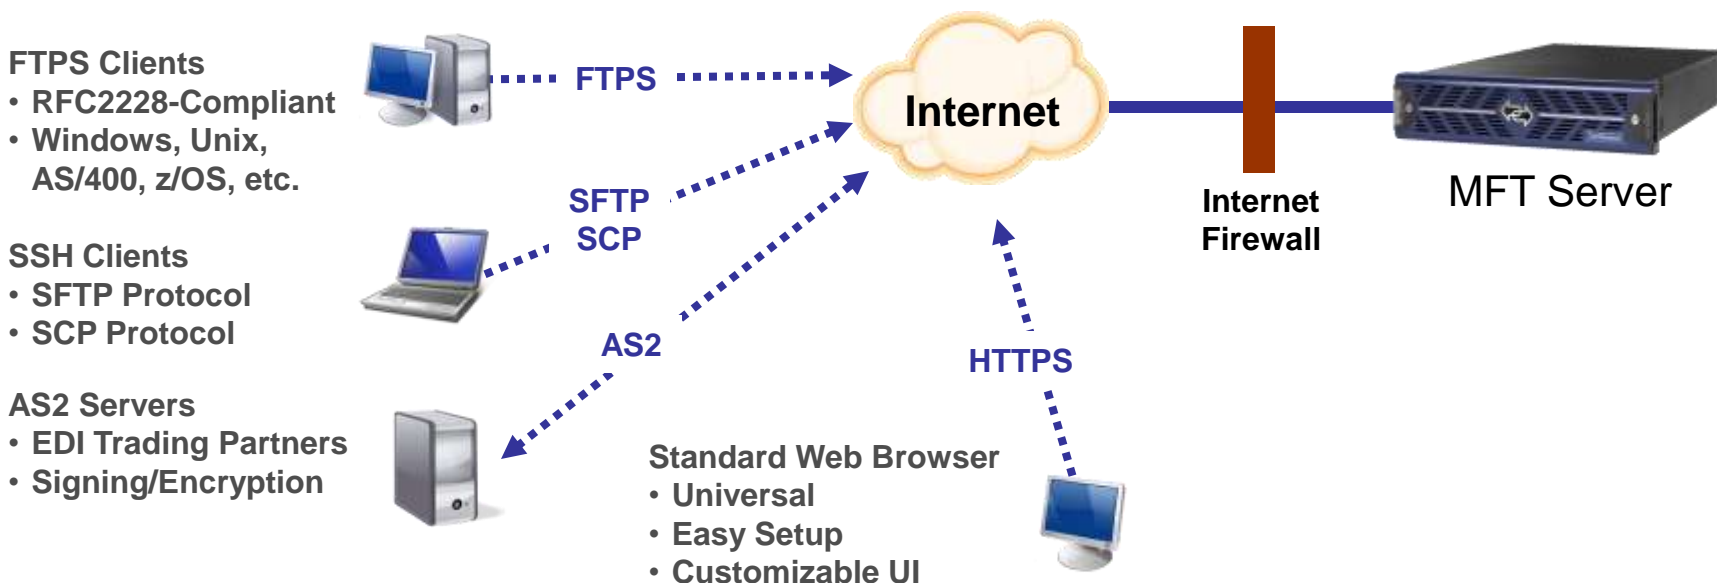 FTPS Clients
• RFC2228-Compliant
• Windows, Unix,
AS/400, z/OS, etc.
SSH Clients
• SFTP Protocol
• SCP Protocol
AS2 Servers
• EDI Trading Partners
• Signing/Encryption
FTPS
SFTP
SCP
AS2
HTTPS
Standard Web Browser
• Universal
• Easy Setup
• Customizable UI
Internet
Internet
Firewall
MFT Server